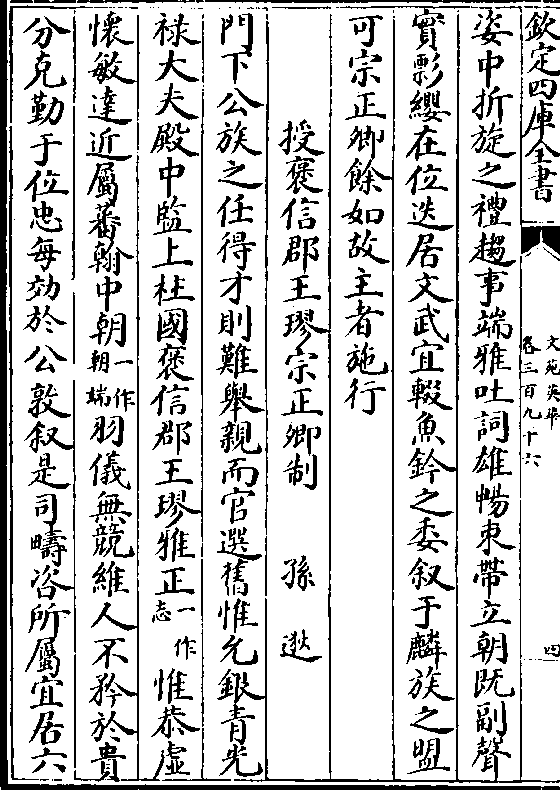 欽定四庫全書
文苑英華
卷三百九十六
四
姿中折旋之禮趨事端雅吐詞雄暢束帶立朝既副聲
實影纓在位迭居文武宜輟魚鈐之委叙于麟族之盟
可宗正卿餘如故主者施行
授褒信郡王璆宗正卿制 孫逖
門下公族之任得才則難舉親而官選舊惟允銀青光
祿大夫殿中監上柱國褒信郡王璆雅正一作志惟恭虚
懷敏達近屬蕃翰中朝一作朝端羽儀無競維人不矜於貴
分克勤于位忠每効於公敦叙是司疇咨所屬宜居六